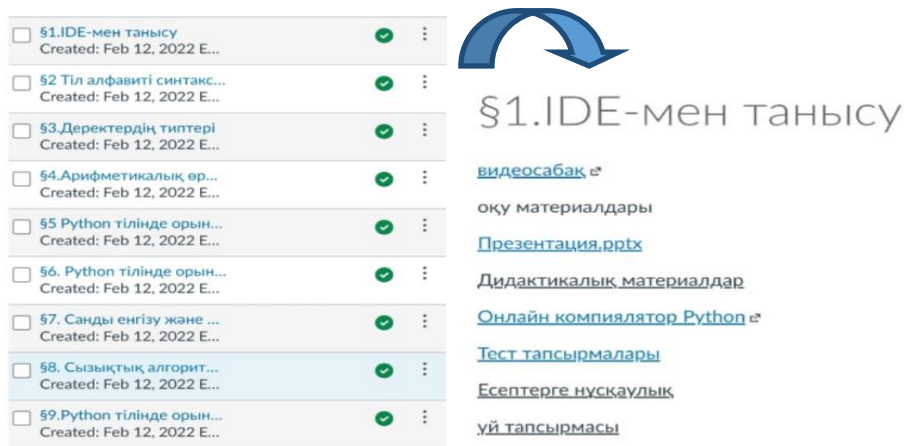 §1.IDE-мен танысу
Created: Feb 12, 2022 E...
§2 Тіл алфавиті синтакс...
Created: Feb 12, 2022 E...
§3.Деректердің типтері
Created: Feb 12, 2022 E...
§4.Арифметикалық өр...
Created: Feb 12, 2022 E...
§5 Python тілінде орын...
Created: Feb 12, 2022 E...
§6. Python тілінде орын...
Created: Feb 12, 2022 E...
§7. Санды енгізу және ...
Created: Feb 12, 2022 E...
§8. Сызықтық алгорит...
Created: Feb 12, 2022 E...
§9.Python тілінде орын...
Created: Feb 12, 2022 E...
§1.IDE-мен танысу
видеосабақ
оқу материалдары
Презентация.pptx
Дидактикалық материалдар
Онлайн компиялятор Python
Тест тапсырмалары
Есептерге нұсқаулық
үй тапсырмасы